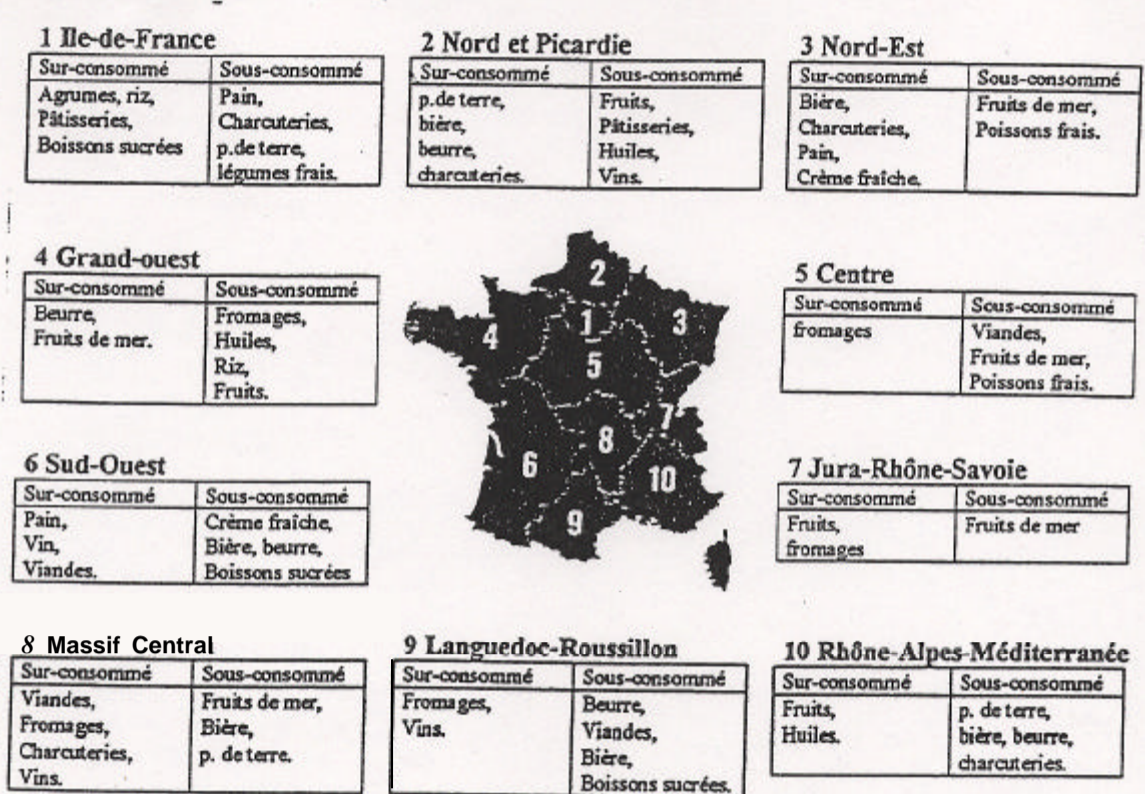 1 Ile-de-France
Sur-consommé
Sous-consommé
Agrumes, riz,
Pâtisseries,
Boissons sucrées
Pain,
Charcuteries,
p.de terre,
légumes frais.
2 Nord et Picardie
Sur-consommé
Sous-consommé
p.de terre,
bière,
beurre,
charcuteries.
Fruits,
Pâtisseries,
Huiles,
Vins.
3 Nord-Est
Sur-consommé
Sous-consommé
Bière,
Charcuteries,
Pain,
Crème fraîche.
Fruits de mer,
Poissons frais.
4 Grand-ouest
Sur-consommé
Sous-consommé
Beurre,
Fruits de mer.
Fromages,
Huiles,
Riz,
Fruits.
2
1
3
4
5
7
8
6
10
9
5 Centre
Sur-consommé
Sous-consommé
fromages
Viandes,
Fruits de mer,
Poissons frais.
6 Sud-Ouest
Sur-consommé
Sous-consommé
Pain,
Vin,
Viandes.
Crème fraîche,
Bière, beurre,
Boissons sucrées
7 Jura-Rhône-Savoie
Sur-consommé
Sous-consommé
Fruits,
fromages
Fruits de mer
8 Massif Central
Sur-consommé
Sous-consommé
Viandes,
Fromages,
Charcuteries,
Vins.
Fruits de mer,
Bière,
p. de terre.
9 Languedoc-Roussillon
Sur-consommé
Sous-consommé
Fromages,
Vins.
Beurre,
Viandes,
Bière,
Boissons sucrées.
10 Rhône-Alpes-Méditerranée
Sur-consommé
Sous-consommé
Fruits,
Huiles.
p. de terre,
bière, beurre,
charcuteries.